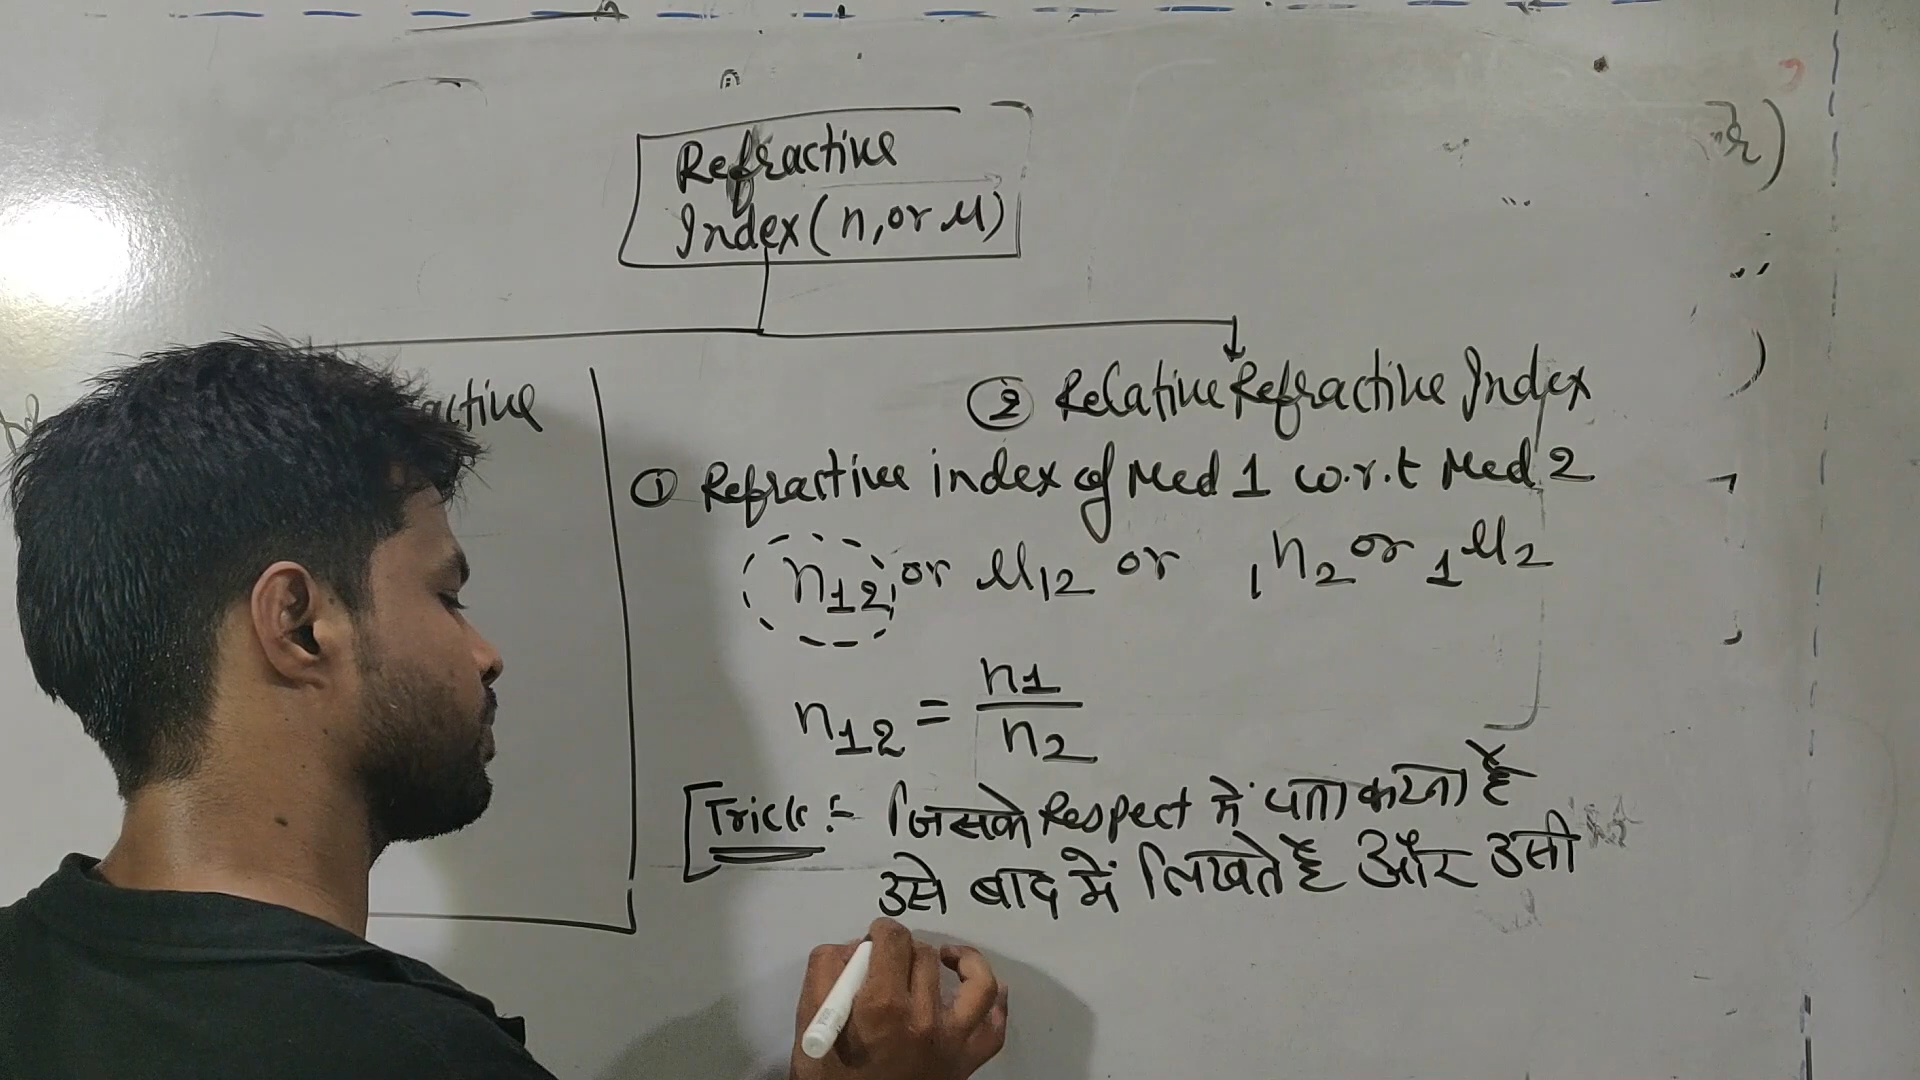 Refractive
Index (n, or μ)
active
② Relative Refractive Index
① Refractive index of Med 1 w.r.t Med 2
n12 or μ12 or 1n2 or 1μ2
n12 = n1/n2
Trick :- जिसके Respect में पता करना है
उसे बाद में लिखते है और उसी